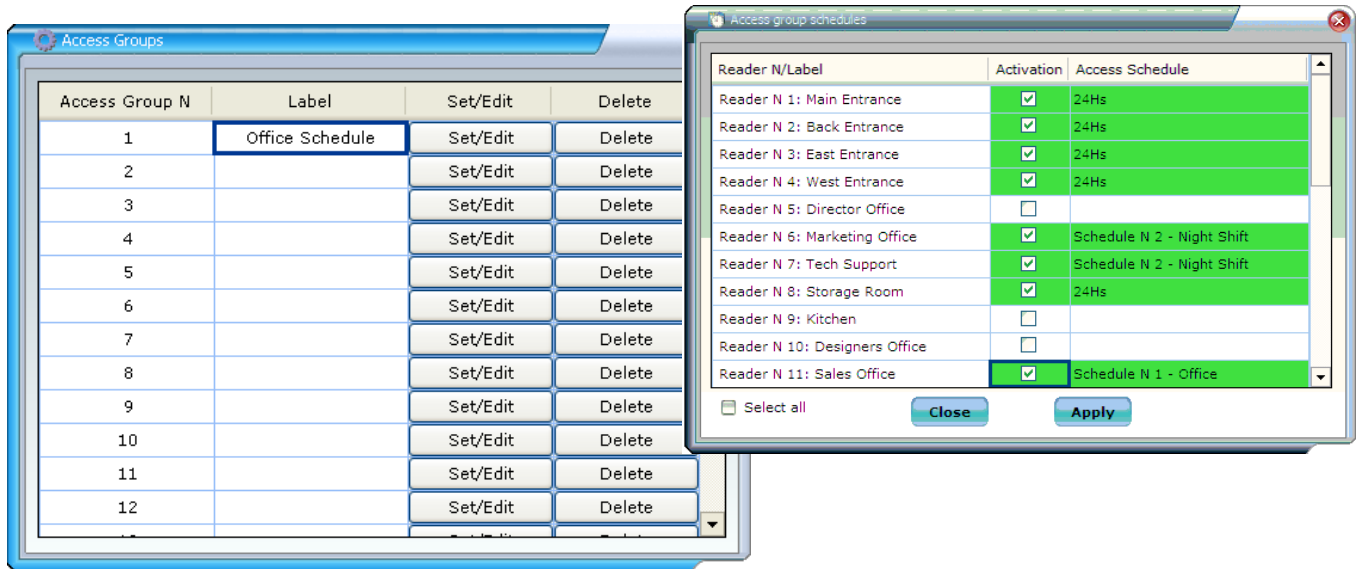 Access Groups
Access Group N Label Set/Edit Delete
1 Office Schedule Set/Edit Delete
2 Set/Edit Delete
3 Set/Edit Delete
4 Set/Edit Delete
5 Set/Edit Delete
6 Set/Edit Delete
7 Set/Edit Delete
8 Set/Edit Delete
9 Set/Edit Delete
10 Set/Edit Delete
11 Set/Edit Delete
12 Set/Edit Delete
Access group schedules
Reader N/Label Activation Access Schedule
Reader N 1: Main Entrance 24Hs
Reader N 2: Back Entrance 24Hs
Reader N 3: East Entrance 24Hs
Reader N 4: West Entrance 24Hs
Reader N 5: Director Office
Reader N 6: Marketing Office Schedule N 2 - Night Shift
Reader N 7: Tech Support Schedule N 2 - Night Shift
Reader N 8: Storage Room 24Hs
Reader N 9: Kitchen
Reader N 10: Designers Office
Reader N 11: Sales Office Schedule N 1 - Office
Select all Close Apply